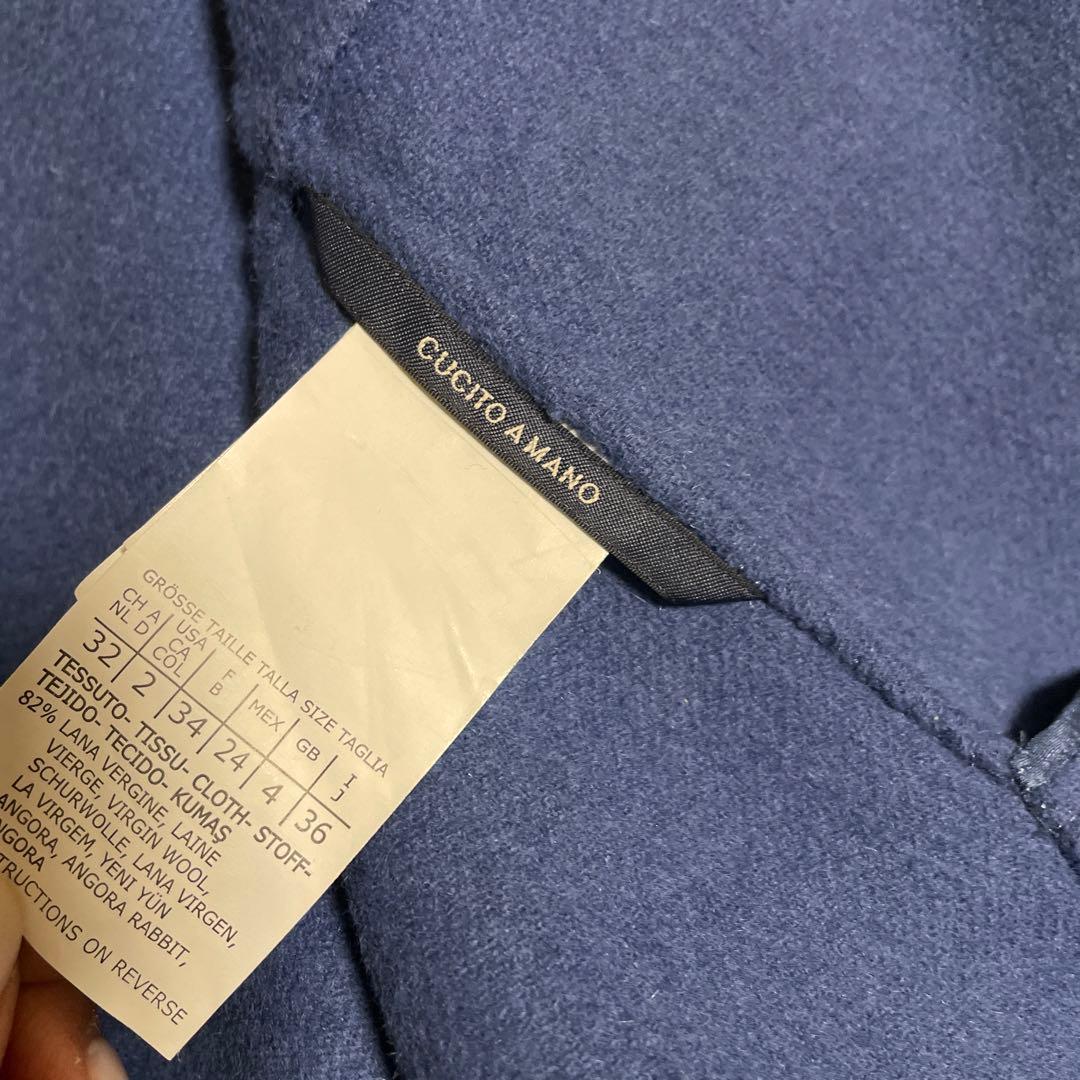 CUCITO A MANO
GRÖSSE TAILLE TALLA SIZE TAGLIA
CH A USA F MEX GB I
NL D CA B J
COL
32 2 34 24 4 36
TESSUTO- TISSU- CLOTH- STOFF-
TEJIDO- TECIDO- KUMAŞ
82% LANA VERGINE, LAINE
VIERGE, VIRGIN WOOL,
SCHURWOLLE, LANA VIRGEN,
LA VIRGEM, YENI YÜN
ANGORA, ANGORA RABBIT,
NGORA
TRUCTIONS ON REVERSE